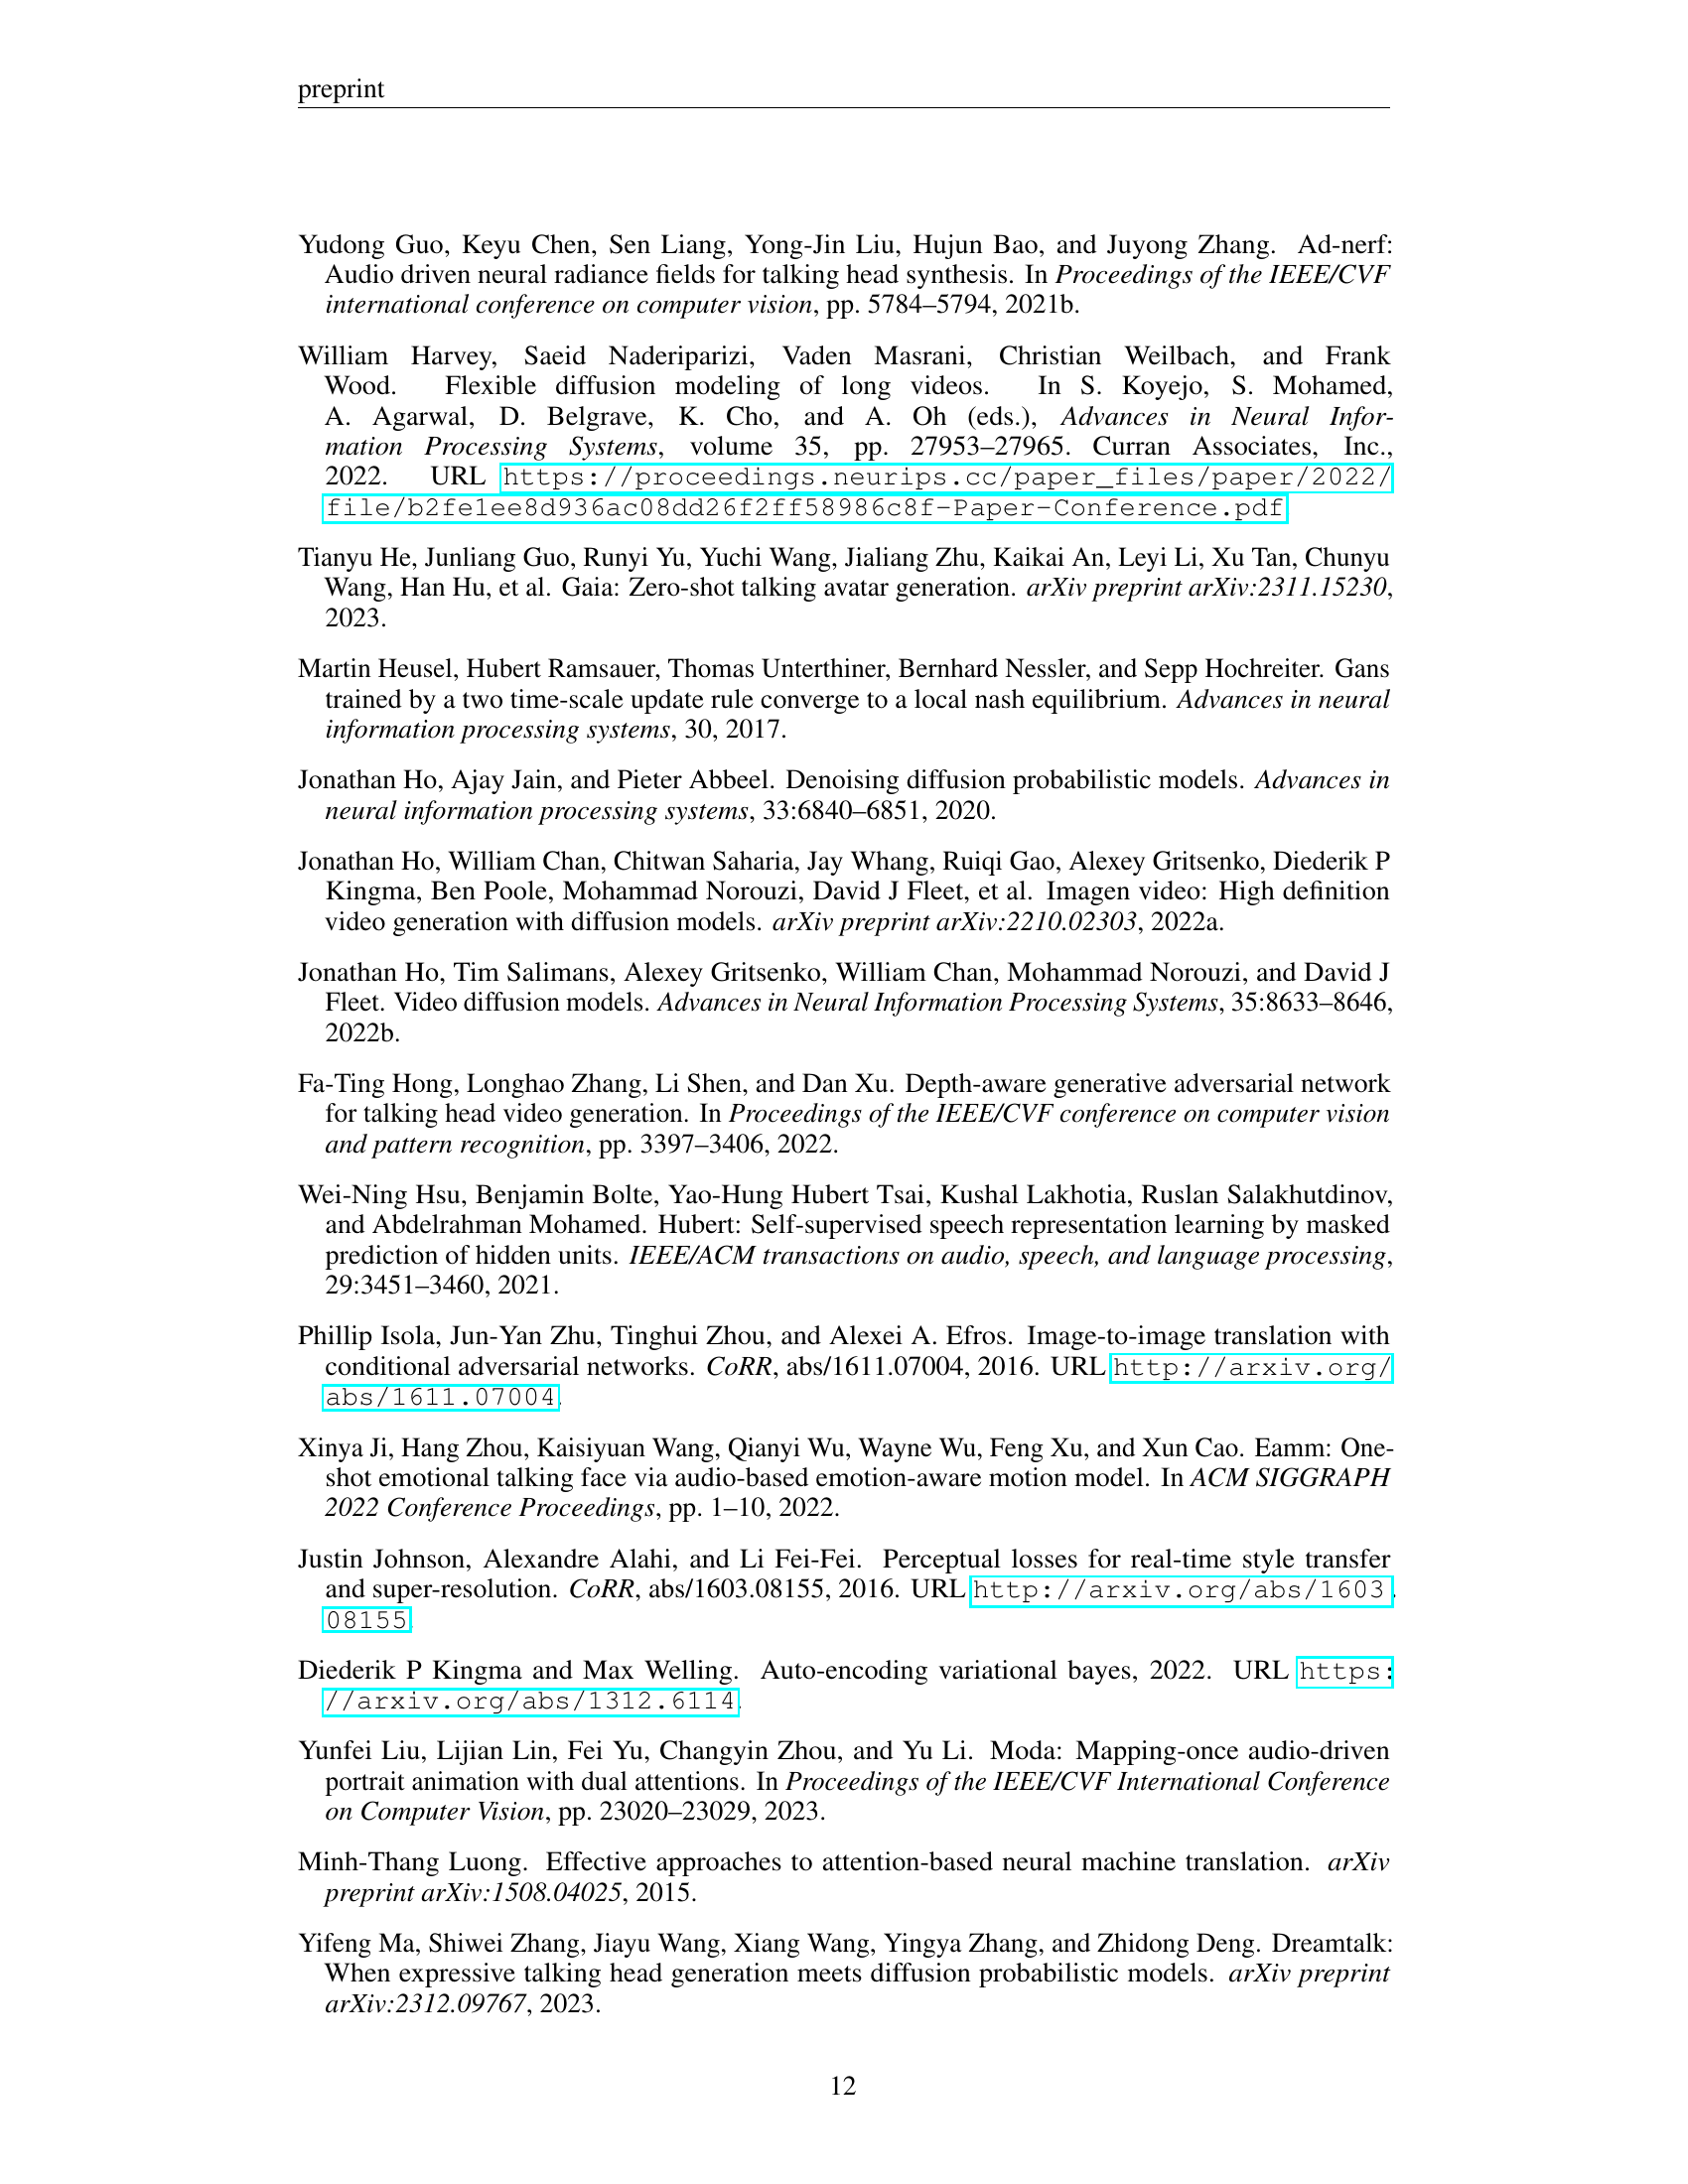 preprint
Yudong Guo, Keyu Chen, Sen Liang, Yong-Jin Liu, Hujun Bao, and Juyong Zhang. Ad-nerf:
Audio driven neural radiance fields for talking head synthesis. In Proceedings of the IEEE/CVF
international conference on computer vision, pp. 5784–5794, 2021b.
William Harvey, Saeid Naderiparizi, Vaden Masrani, Christian Weilbach, and Frank
Wood. Flexible diffusion modeling of long videos. In S. Koyejo, S. Mohamed,
A. Agarwal, D. Belgrave, K. Cho, and A. Oh (eds.), Advances in Neural Infor-
mation Processing Systems, volume 35, pp. 27953–27965. Curran Associates, Inc.,
2022. URL https://proceedings.neurips.cc/paper_files/paper/2022/
file/b2fe1ee8d936ac08dd26f2ff58986c8f-Paper-Conference.pdf
Tianyu He, Junliang Guo, Runyi Yu, Yuchi Wang, Jialiang Zhu, Kaikai An, Leyi Li, Xu Tan, Chunyu
Wang, Han Hu, et al. Gaia: Zero-shot talking avatar generation. arXiv preprint arXiv:2311.15230,
2023.
Martin Heusel, Hubert Ramsauer, Thomas Unterthiner, Bernhard Nessler, and Sepp Hochreiter. Gans
trained by a two time-scale update rule converge to a local nash equilibrium. Advances in neural
information processing systems, 30, 2017.
Jonathan Ho, Ajay Jain, and Pieter Abbeel. Denoising diffusion probabilistic models. Advances in
neural information processing systems, 33:6840–6851, 2020.
Jonathan Ho, William Chan, Chitwan Saharia, Jay Whang, Ruiqi Gao, Alexey Gritsenko, Diederik P
Kingma, Ben Poole, Mohammad Norouzi, David J Fleet, et al. Imagen video: High definition
video generation with diffusion models. arXiv preprint arXiv:2210.02303, 2022a.
Jonathan Ho, Tim Salimans, Alexey Gritsenko, William Chan, Mohammad Norouzi, and David J
Fleet. Video diffusion models. Advances in Neural Information Processing Systems, 35:8633–8646,
2022b.
Fa-Ting Hong, Longhao Zhang, Li Shen, and Dan Xu. Depth-aware generative adversarial network
for talking head video generation. In Proceedings of the IEEE/CVF conference on computer vision
and pattern recognition, pp. 3397–3406, 2022.
Wei-Ning Hsu, Benjamin Bolte, Yao-Hung Hubert Tsai, Kushal Lakhotia, Ruslan Salakhutdinov,
and Abdelrahman Mohamed. Hubert: Self-supervised speech representation learning by masked
prediction of hidden units. IEEE/ACM transactions on audio, speech, and language processing,
29:3451–3460, 2021.
Phillip Isola, Jun-Yan Zhu, Tinghui Zhou, and Alexei A. Efros. Image-to-image translation with
conditional adversarial networks. CoRR, abs/1611.07004, 2016. URL http://arxiv.org/
abs/1611.07004.
Xinya Ji, Hang Zhou, Kaisiyuan Wang, Qianyi Wu, Wayne Wu, Feng Xu, and Xun Cao. Eamm: One-
shot emotional talking face via audio-based emotion-aware motion model. In ACM SIGGRAPH
2022 Conference Proceedings, pp. 1–10, 2022.
Justin Johnson, Alexandre Alahi, and Li Fei-Fei. Perceptual losses for real-time style transfer
and super-resolution. CoRR, abs/1603.08155, 2016. URL http://arxiv.org/abs/1603.
08155.
Diederik P Kingma and Max Welling. Auto-encoding variational bayes, 2022. URL https:
//arxiv.org/abs/1312.6114.
Yunfei Liu, Lijian Lin, Fei Yu, Changyin Zhou, and Yu Li. Moda: Mapping-once audio-driven
portrait animation with dual attentions. In Proceedings of the IEEE/CVF International Conference
on Computer Vision, pp. 23020–23029, 2023.
Minh-Thang Luong. Effective approaches to attention-based neural machine translation. arXiv
preprint arXiv:1508.04025, 2015.
Yifeng Ma, Shiwei Zhang, Jiayu Wang, Xiang Wang, Yingya Zhang, and Zhidong Deng. Dreamtalk:
When expressive talking head generation meets diffusion probabilistic models. arXiv preprint
arXiv:2312.09767, 2023.
12